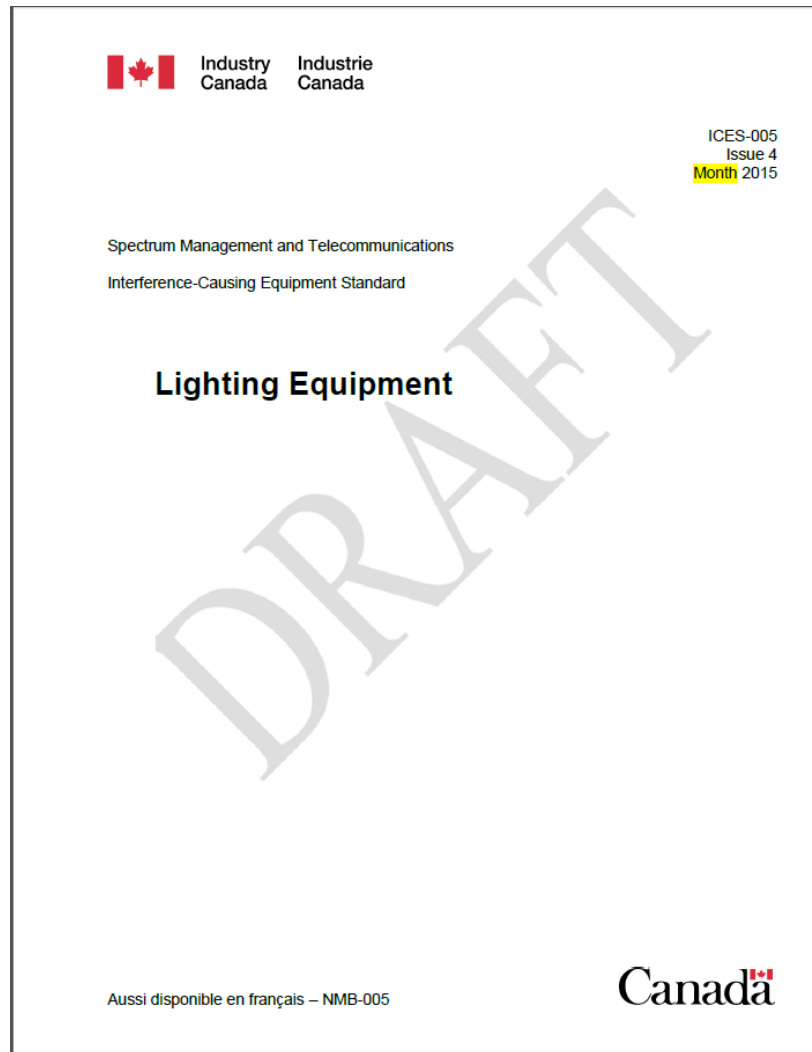 Industry Industrie
Canada Canada
ICES-005
Issue 4
Month 2015
Spectrum Management and Telecommunications
Interference-Causing Equipment Standard
Lighting Equipment
DRAFT
Aussi disponible en français – NMB-005
Canada